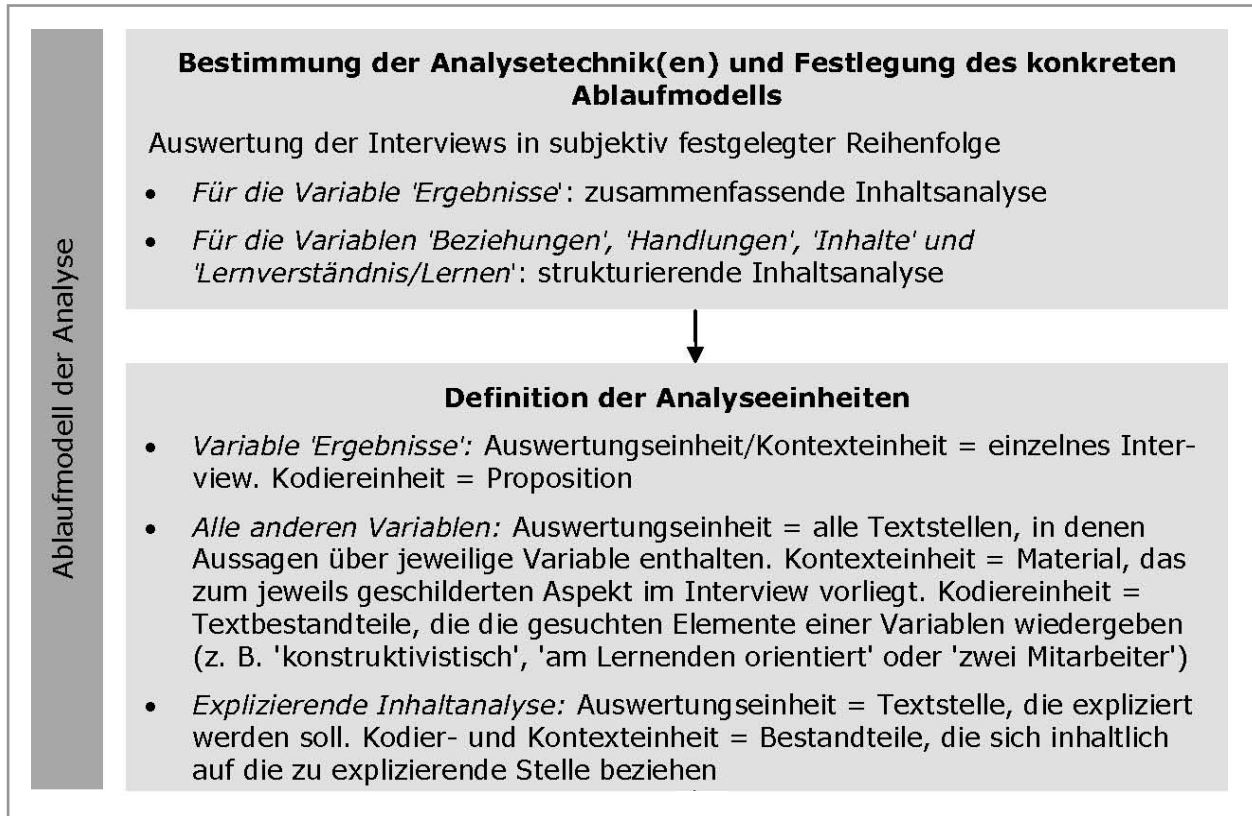 Ablaufmodell der Analyse
Bestimmung der Analysetechnik(en) und Festlegung des konkreten
Ablaufmodells
Auswertung der Interviews in subjektiv festgelegter Reihenfolge
• Für die Variable 'Ergebnisse': zusammenfassende Inhaltsanalyse
• Für die Variablen 'Beziehungen', 'Handlungen', 'Inhalte' und
'Lernverständnis/Lernen': strukturierende Inhaltsanalyse
Definition der Analyseeinheiten
• Variable 'Ergebnisse': Auswertungseinheit/Kontexteinheit = einzelnes Inter-
view. Kodiereinheit = Proposition
• Alle anderen Variablen: Auswertungseinheit = alle Textstellen, in denen
Aussagen über jeweilige Variable enthalten. Kontexteinheit = Material, das
zum jeweils geschilderten Aspekt im Interview vorliegt. Kodiereinheit =
Textbestandteile, die die gesuchten Elemente einer Variablen wiedergeben
(z. B. 'konstruktivistisch', 'am Lernenden orientiert' oder 'zwei Mitarbeiter')
• Explizierende Inhaltanalyse: Auswertungseinheit = Textstelle, die expliziert
werden soll. Kodier- und Kontexteinheit = Bestandteile, die sich inhaltlich
auf die zu explizierende Stelle beziehen